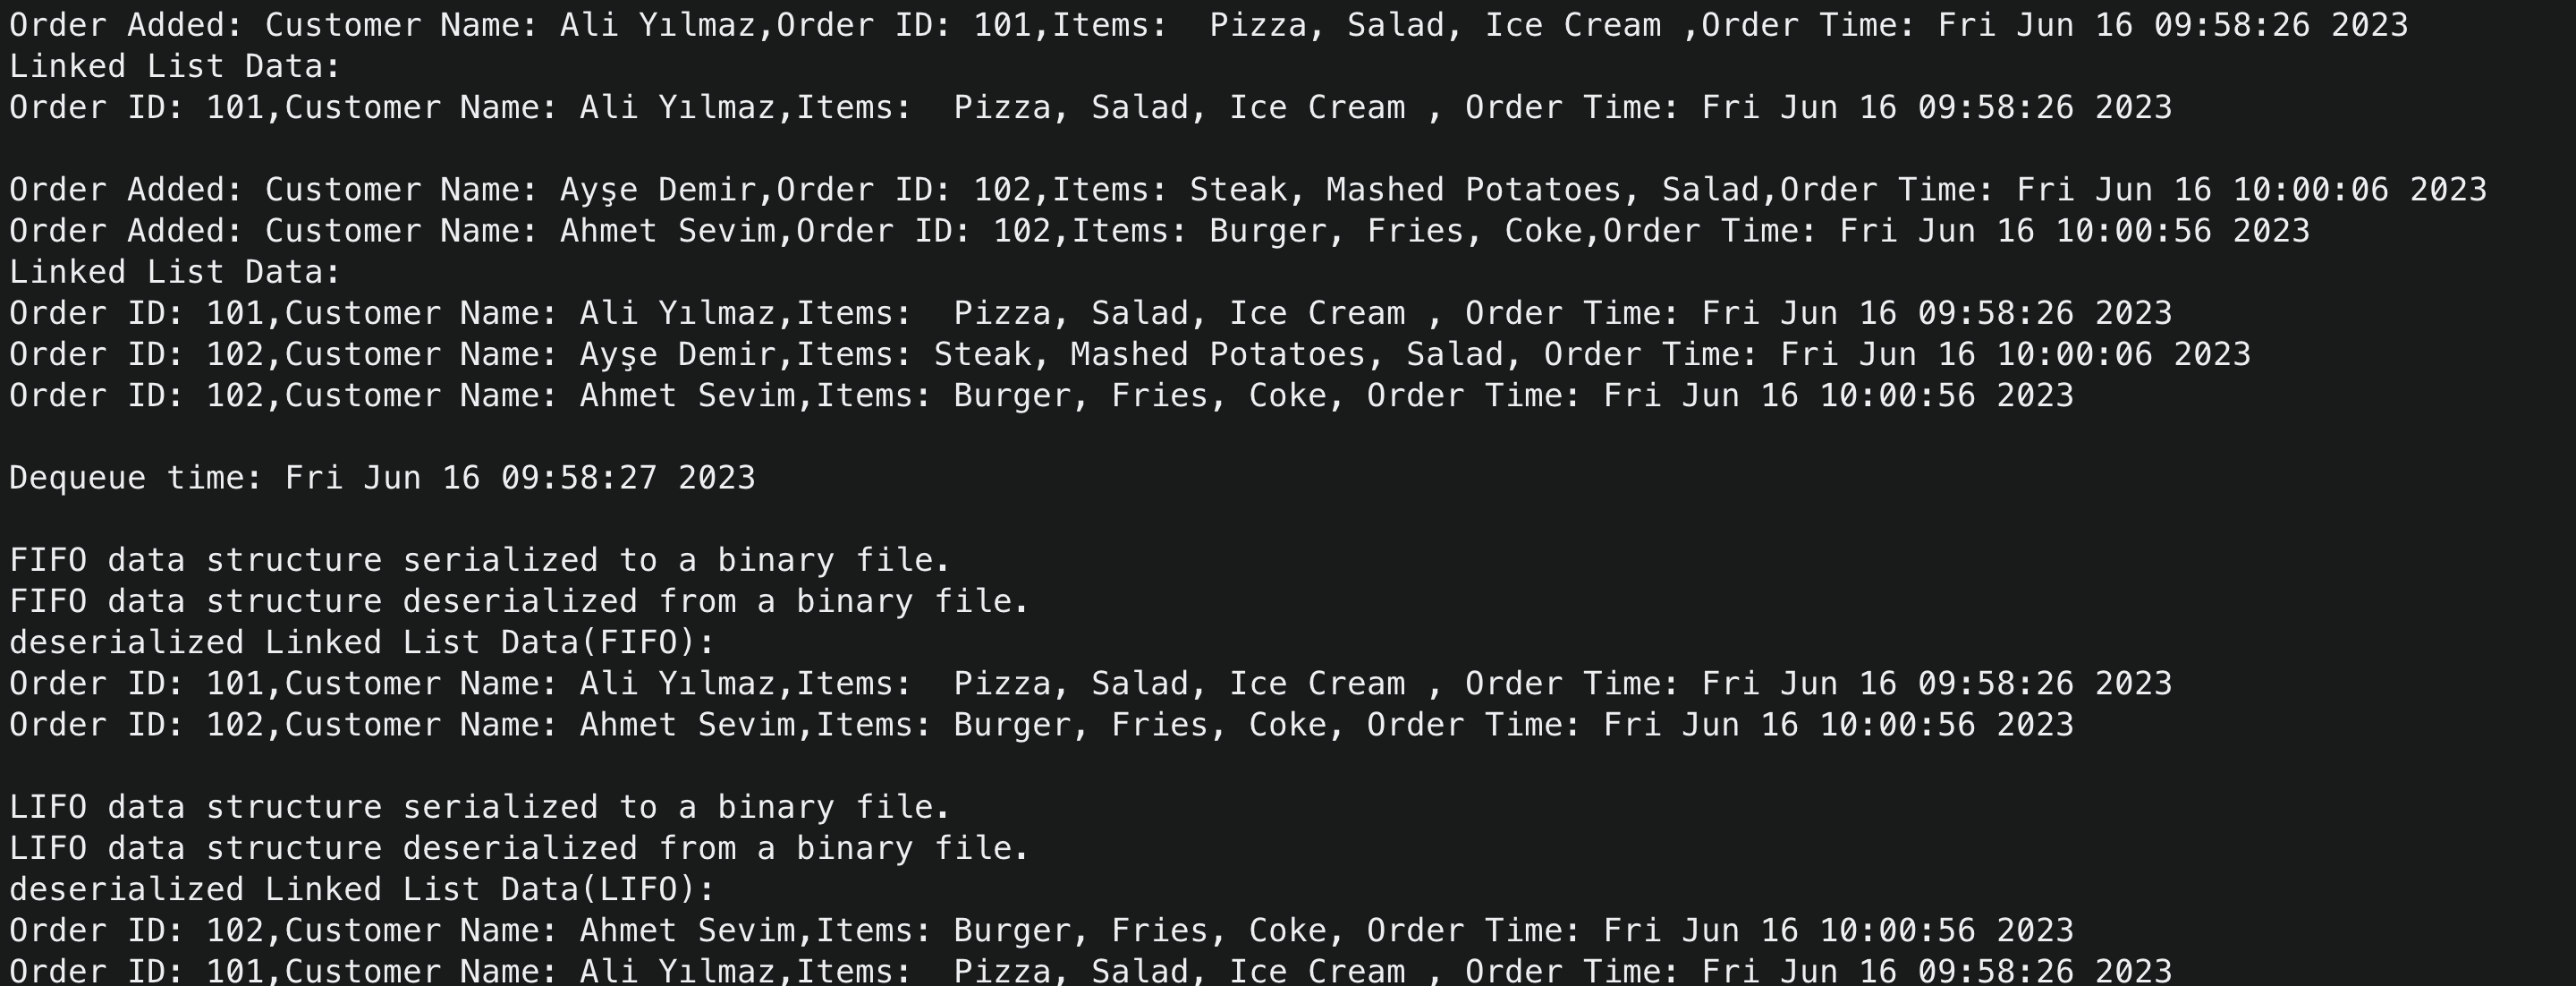 Order Added: Customer Name: Ali Yılmaz,Order ID: 101,Items:  Pizza, Salad, Ice Cream ,Order Time: Fri Jun 16 09:58:26 2023
Linked List Data:
Order ID: 101,Customer Name: Ali Yılmaz,Items:  Pizza, Salad, Ice Cream , Order Time: Fri Jun 16 09:58:26 2023

Order Added: Customer Name: Ayşe Demir,Order ID: 102,Items: Steak, Mashed Potatoes, Salad,Order Time: Fri Jun 16 10:00:06 2023
Order Added: Customer Name: Ahmet Sevim,Order ID: 102,Items: Burger, Fries, Coke,Order Time: Fri Jun 16 10:00:56 2023
Linked List Data:
Order ID: 101,Customer Name: Ali Yılmaz,Items:  Pizza, Salad, Ice Cream , Order Time: Fri Jun 16 09:58:26 2023
Order ID: 102,Customer Name: Ayşe Demir,Items: Steak, Mashed Potatoes, Salad, Order Time: Fri Jun 16 10:00:06 2023
Order ID: 102,Customer Name: Ahmet Sevim,Items: Burger, Fries, Coke, Order Time: Fri Jun 16 10:00:56 2023

Dequeue time: Fri Jun 16 09:58:27 2023

FIFO data structure serialized to a binary file.
FIFO data structure deserialized from a binary file.
deserialized Linked List Data(FIFO):
Order ID: 101,Customer Name: Ali Yılmaz,Items:  Pizza, Salad, Ice Cream , Order Time: Fri Jun 16 09:58:26 2023
Order ID: 102,Customer Name: Ahmet Sevim,Items: Burger, Fries, Coke, Order Time: Fri Jun 16 10:00:56 2023

LIFO data structure serialized to a binary file.
LIFO data structure deserialized from a binary file.
deserialized Linked List Data(LIFO):
Order ID: 102,Customer Name: Ahmet Sevim,Items: Burger, Fries, Coke, Order Time: Fri Jun 16 10:00:56 2023
Order ID: 101,Customer Name: Ali Yılmaz,Items:  Pizza, Salad, Ice Cream , Order Time: Fri Jun 16 09:58:26 2023